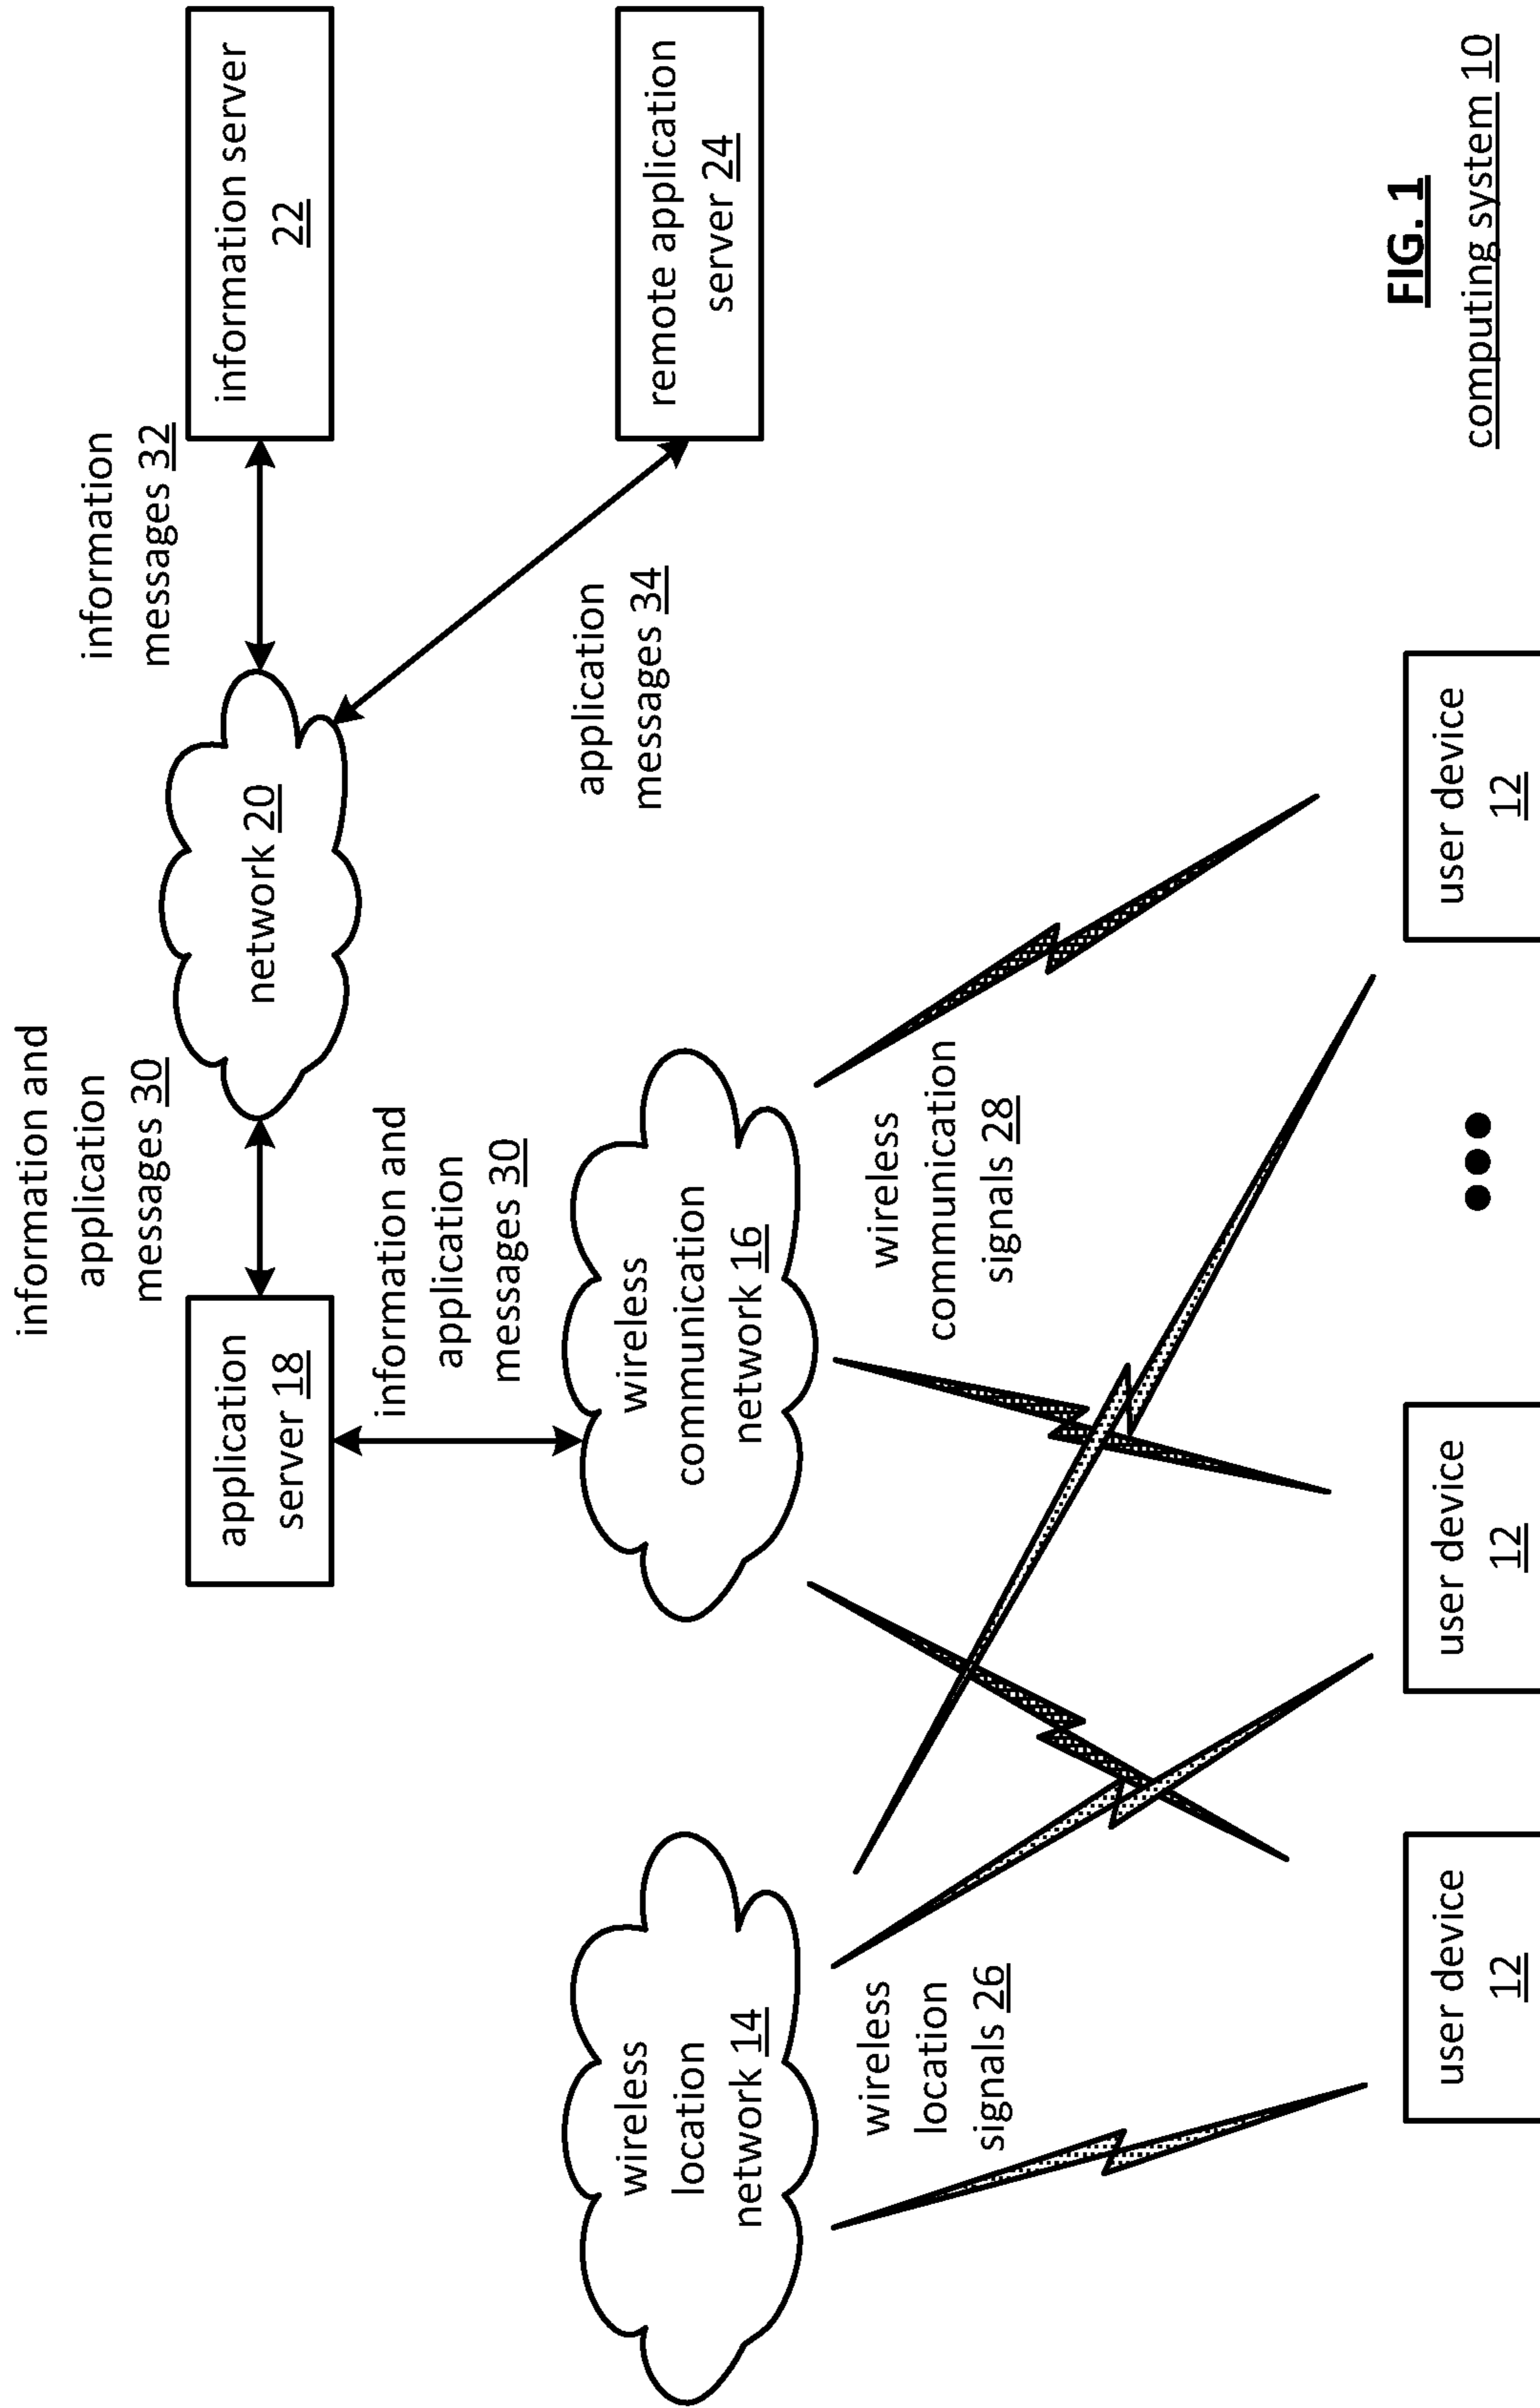 information and
application
messages 30
information
messages 32
application
server 18
network 20
information server
22
information and
application
messages 30
application
messages 34
remote application
server 24
wireless
location
network 14
wireless
communication
network 16
wireless
location
signals 26
wireless
communication
signals 28
user device
12
user device
12
user device
12
FIG. 1
computing system 10